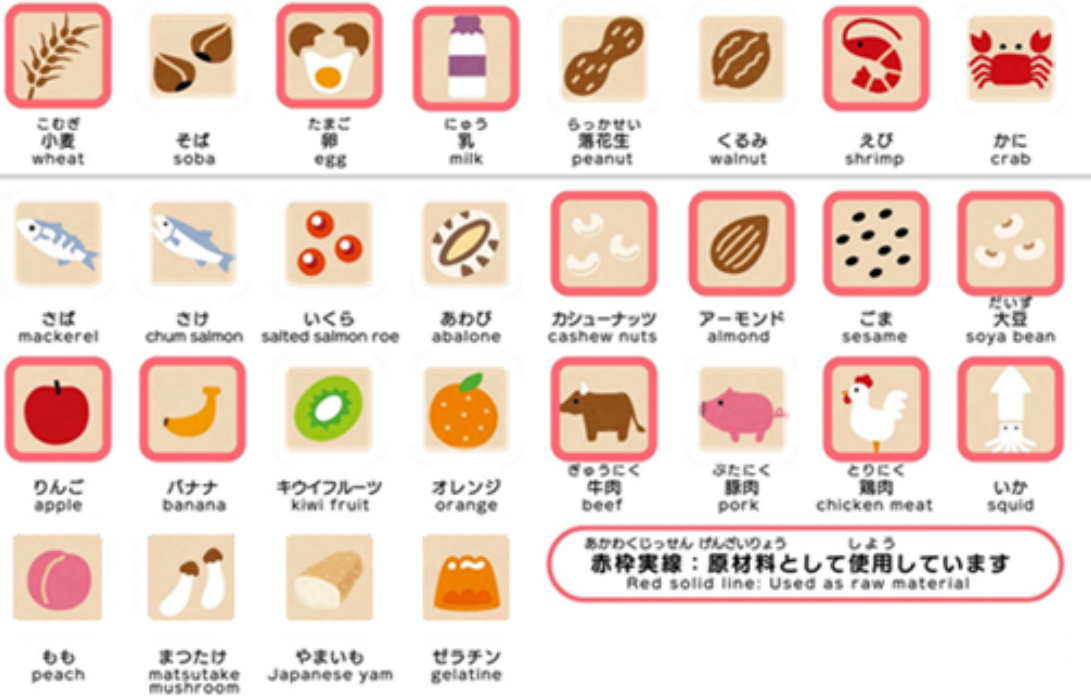 こむぎ
小麦
wheat
そば
soba
たまご
卵
egg
にゅう
乳
milk
らっかせい
落花生
peanut
くるみ
walnut
えび
shrimp
かに
crab
さば
mackerel
さけ
chum salmon
いくら
salted salmon roe
あわび
abalone
カシューナッツ
cashew nuts
アーモンド
almond
ごま
sesame
だいず
大豆
soya bean
りんご
apple
バナナ
banana
キウイフルーツ
kiwi fruit
オレンジ
orange
ぎゅうにく
牛肉
beef
ぶたにく
豚肉
pork
とりにく
鶏肉
chicken meat
いか
squid
もも
peach
まつたけ
matsutake
mushroom
やまいも
Japanese yam
ゼラチン
gelatine
あかわくじっせん げんざいりょう しよう
赤枠実線：原材料として使用しています
Red solid line: Used as raw material